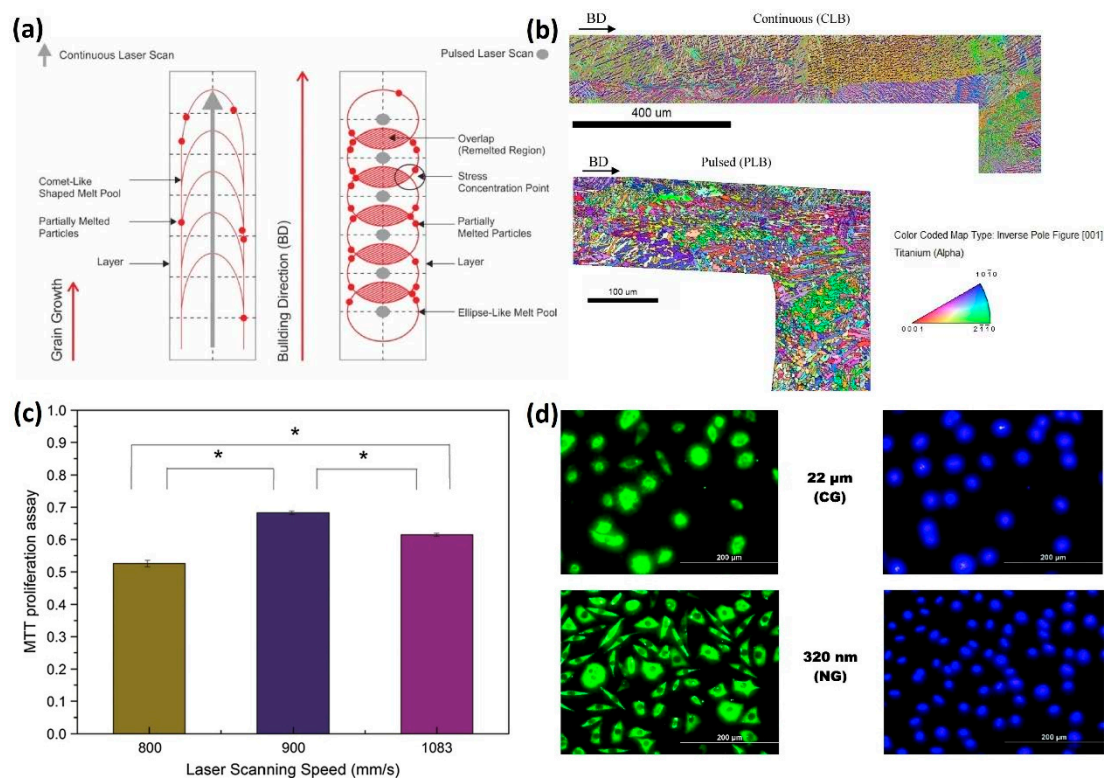 (a)
Continuous Laser Scan
Pulsed Laser Scan
Comet-Like
Shaped Melt Pool
Partially Melted
Particles
Layer
Grain Growth
Building Direction (BD)
Overlap
(Remelted Region)
Stress
Concentration Point
Partially
Melted Particles
Layer
Ellipse-Like Melt Pool
(b)
BD
Continuous (CLB)
400 um
BD
Pulsed (PLB)
100 um
Color Coded Map Type: Inverse Pole Figure [001]
Titanium (Alpha)
101̅0
0001
21̅1̅0
(c)
MTT proliferation assay
1.0
0.9
0.8
0.7
0.6
0.5
0.4
0.3
0.2
0.1
0.0
*
*
*
800
900
1083
Laser Scanning Speed (mm/s)
(d)
200 µm
22 µm
(CG)
200 µm
200 µm
320 nm
(NG)
200 µm